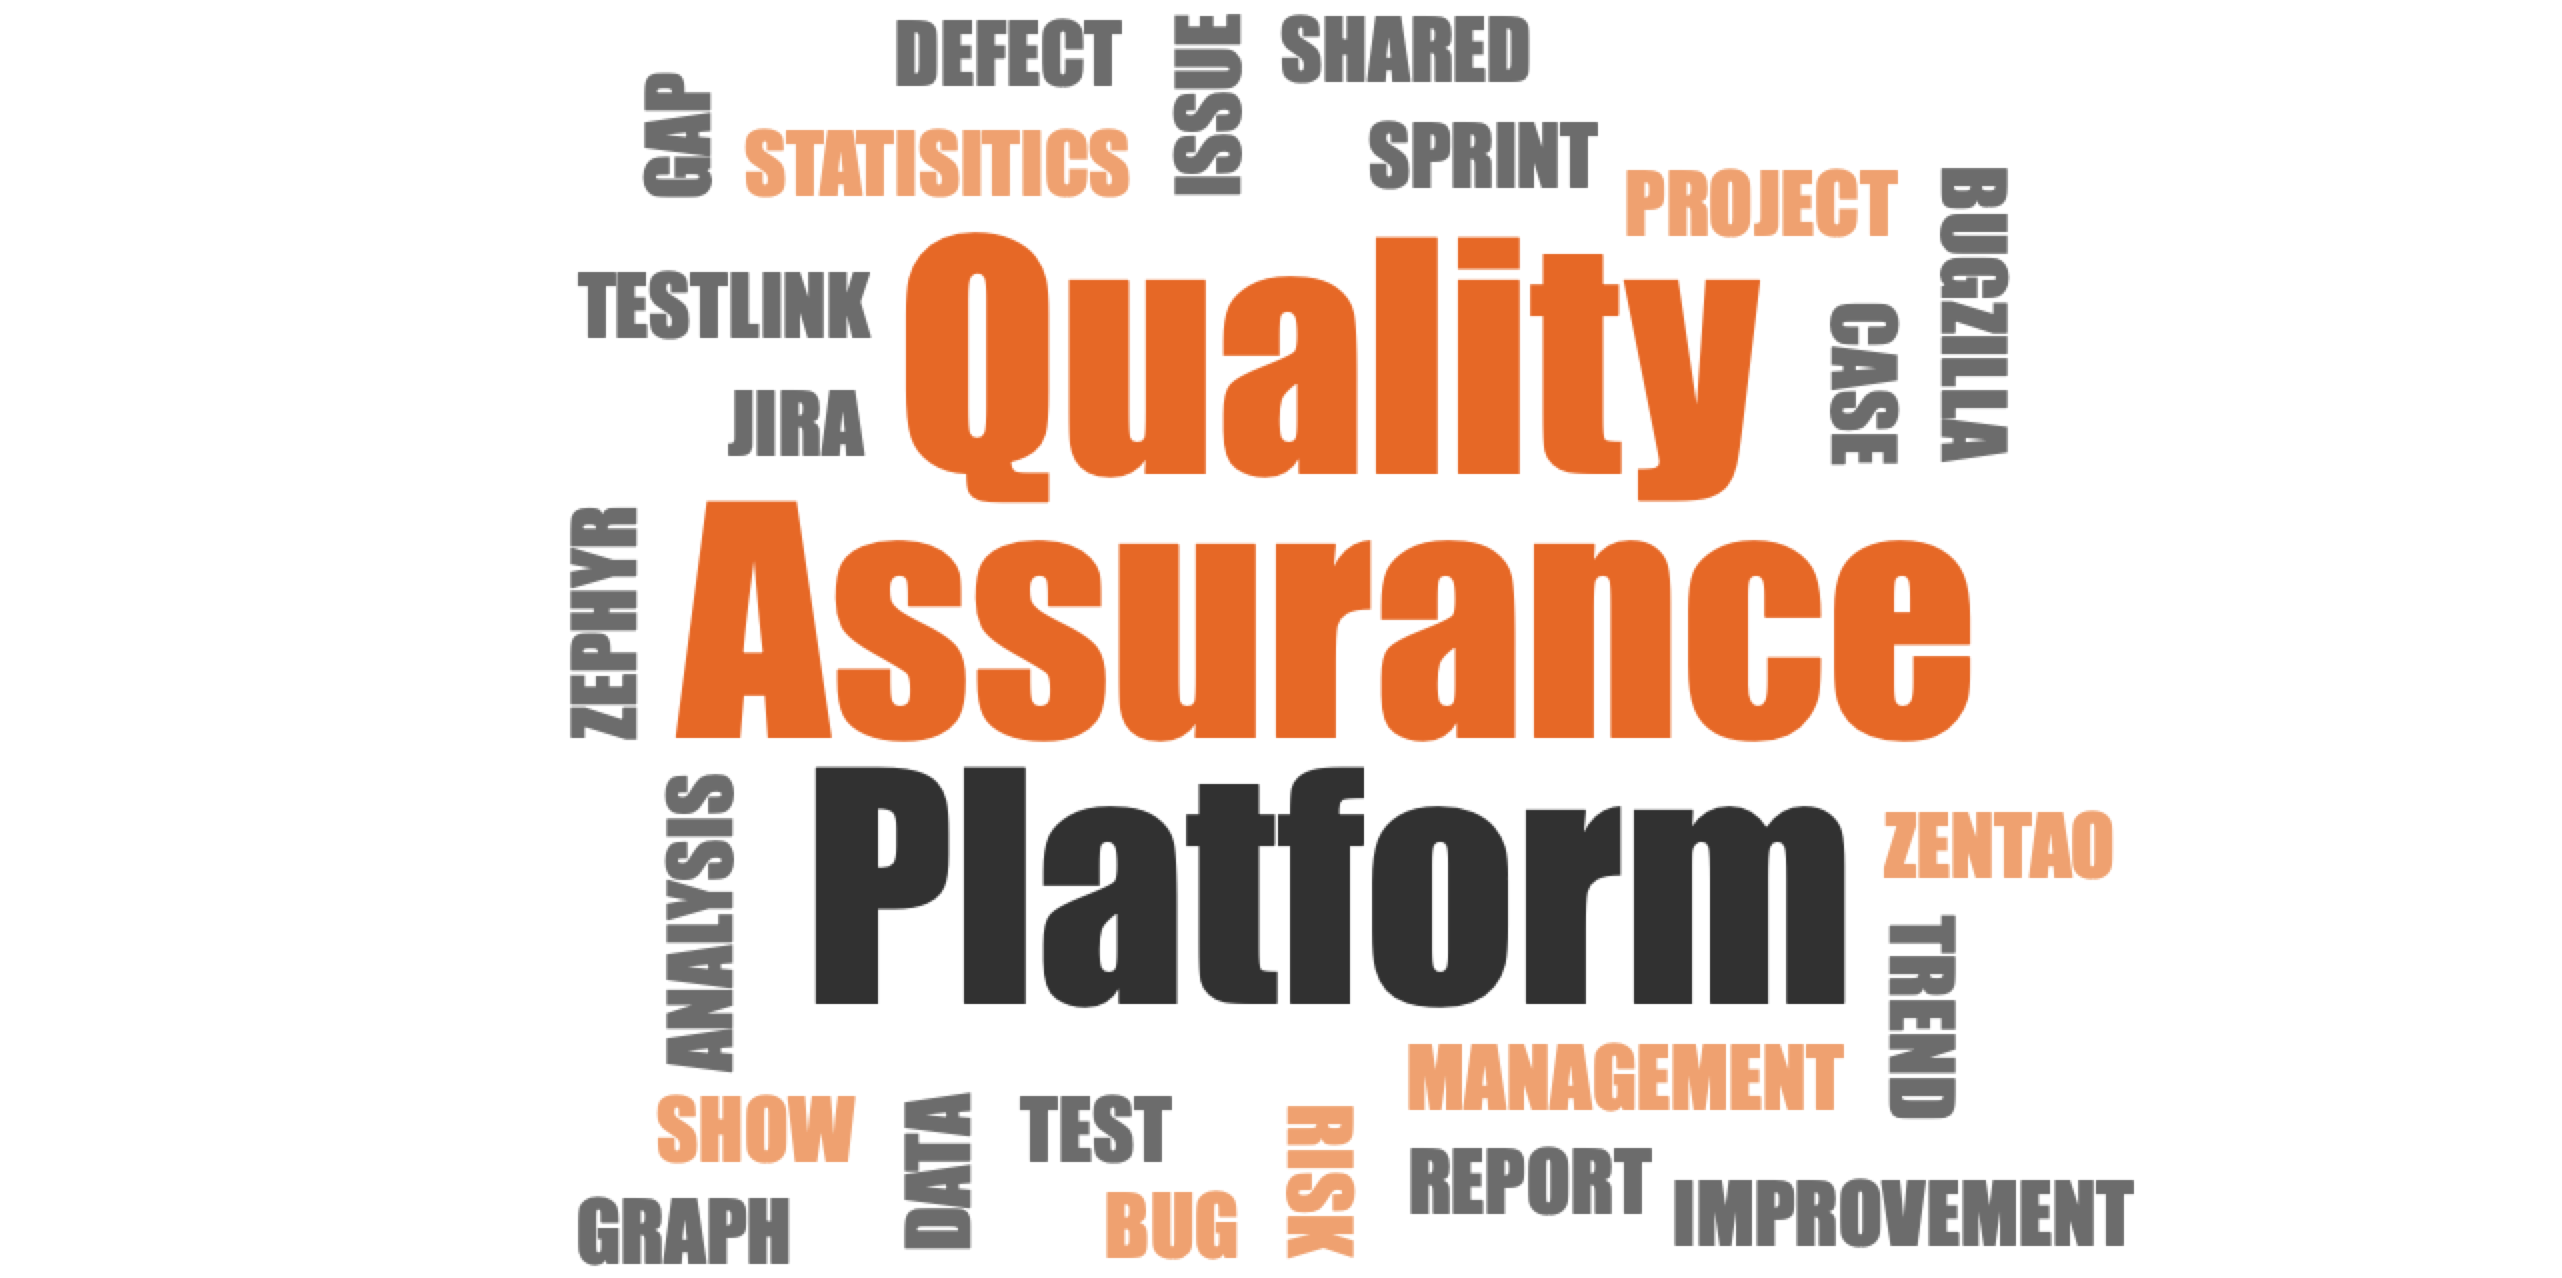 DEFECT
ISSUE
SHARED
GAP
STATISITICS
SPRINT
PROJECT
BUGZILLA
TESTLINK
Quality
CASE
JIRA
ZEPHYR
Assurance
ANALYSIS
Platform
ZENTAO
TREND
MANAGEMENT
SHOW
DATA
TEST
RISK
REPORT
IMPROVEMENT
GRAPH
BUG